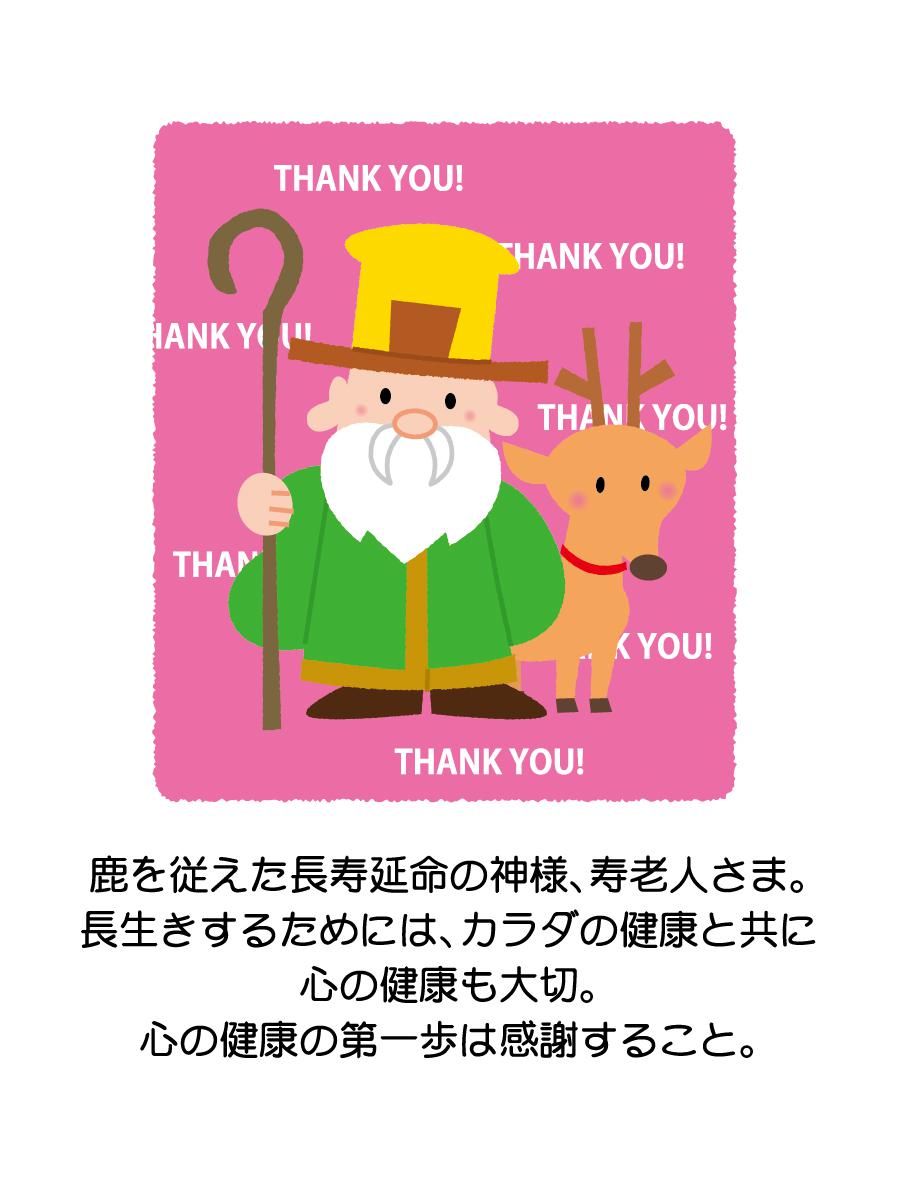 THANK YOU!
THANK YOU!
HANK YOU!
THANK YOU!
THAN
K YOU!
THANK YOU!
鹿を従えた長寿延命の神様、寿老人さま。
長生きするためには、カラダの健康と共に
心の健康も大切。
心の健康の第一歩は感謝すること。